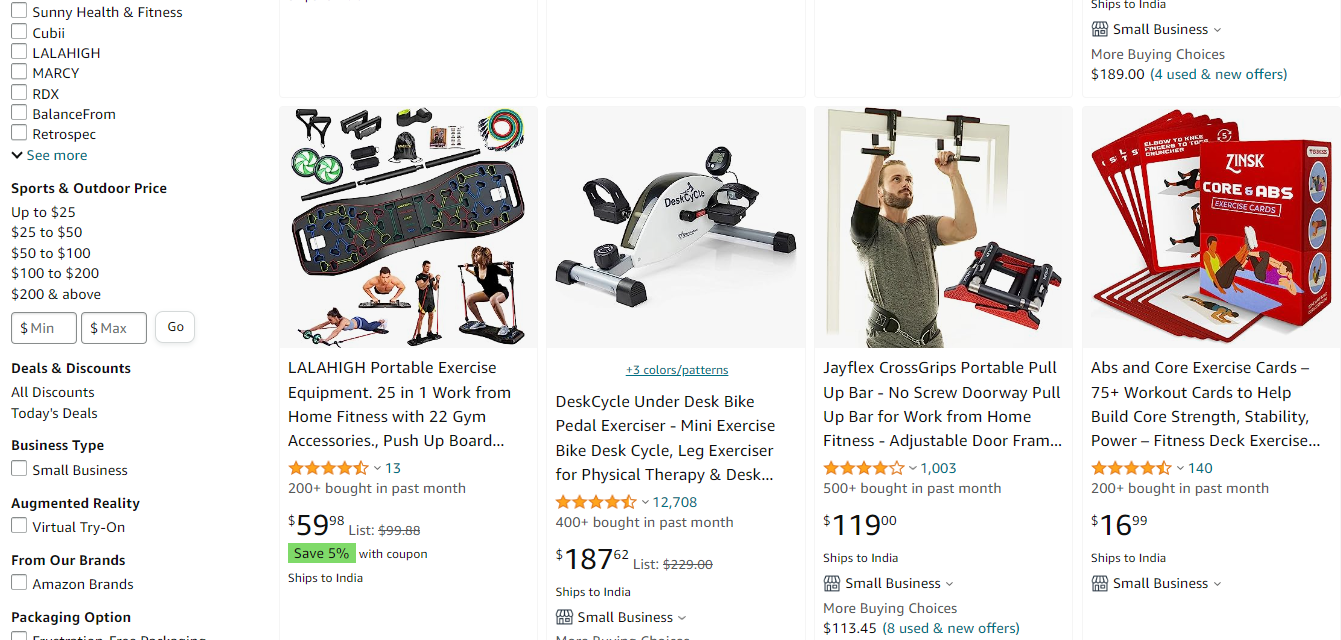 Sunny Health & Fitness
Cubii
LALAHIGH
MARCY
RDX
BalanceFrom
Retrospec
See more
Sports & Outdoor Price
Up to $25
$25 to $50
$50 to $100
$100 to $200
$200 & above
$ Min $ Max Go
Deals & Discounts
All Discounts
Today's Deals
Business Type
Small Business
Augmented Reality
Virtual Try-On
From Our Brands
Amazon Brands
Packaging Option
Frustration-Free Packaging
Ships to India
Small Business
More Buying Choices
$189.00 (4 used & new offers)
LALAHIGH Portable Exercise
Equipment. 25 in 1 Work from
Home Fitness with 22 Gym
Accessories., Push Up Board...
13
200+ bought in past month
$59 98 List: $99.88
Save 5% with coupon
Ships to India
DeskCycle
+3 colors/patterns
DeskCycle Under Desk Bike
Pedal Exerciser - Mini Exercise
Bike Desk Cycle, Leg Exerciser
for Physical Therapy & Desk...
12,708
400+ bought in past month
$187 62 List: $229.00
Ships to India
Small Business
More Buying Choices
Jayflex CrossGrips Portable Pull
Up Bar - No Screw Doorway Pull
Up Bar for Work from Home
Fitness - Adjustable Door Fram...
1,003
500+ bought in past month
$119 00
Ships to India
Small Business
More Buying Choices
$113.45 (8 used & new offers)
ELBOW TO KNEE
ZINSK
CORE & ABS
EXERCISE CARDS
Abs and Core Exercise Cards –
75+ Workout Cards to Help
Build Core Strength, Stability,
Power – Fitness Deck Exercise...
140
200+ bought in past month
$16 99
Ships to India
Small Business